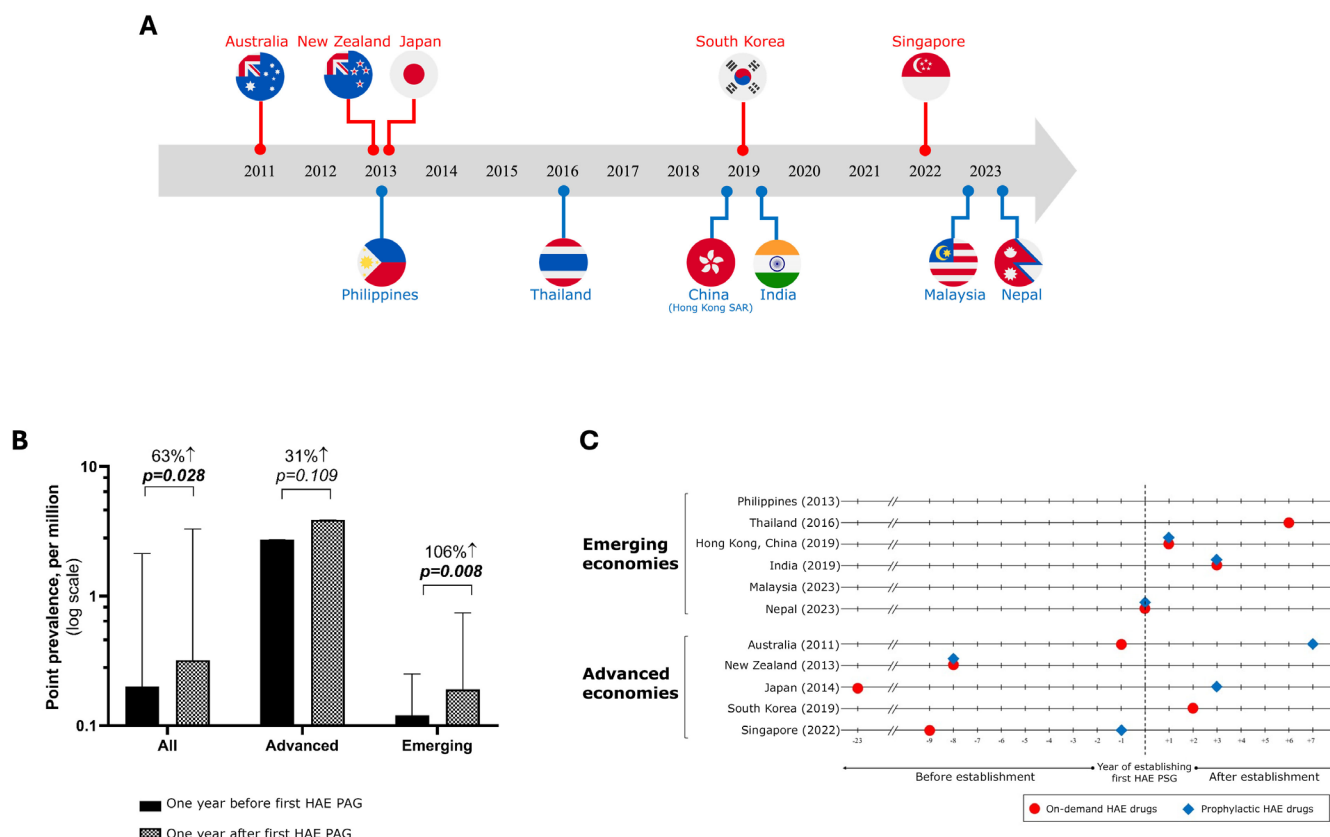 A
Australia New Zealand Japan South Korea Singapore
2011 2012 2013 2014 2015 2016 2017 2018 2019 2020 2021 2022 2023
Philippines Thailand China India Malaysia Nepal
(Hong Kong SAR)
B
Point prevalence, per million
(log scale)
10
1
0.1
63%↑
p=0.028
31%↑
p=0.109
106%↑
p=0.008
All Advanced Emerging
One year before first HAE PAG
One year after first HAE PAG
C
Emerging
economies
Philippines (2013)
Thailand (2016)
Hong Kong, China (2019)
India (2019)
Malaysia (2023)
Nepal (2023)
Advanced
economies
Australia (2011)
New Zealand (2013)
Japan (2014)
South Korea (2019)
Singapore (2022)
-23 -9 -8 -7 -6 -5 -4 -3 -2 -1 +1 +2 +3 +4 +5 +6 +7
Before establishment
Year of establishing
first HAE PSG
After establishment
On-demand HAE drugs Prophylactic HAE drugs